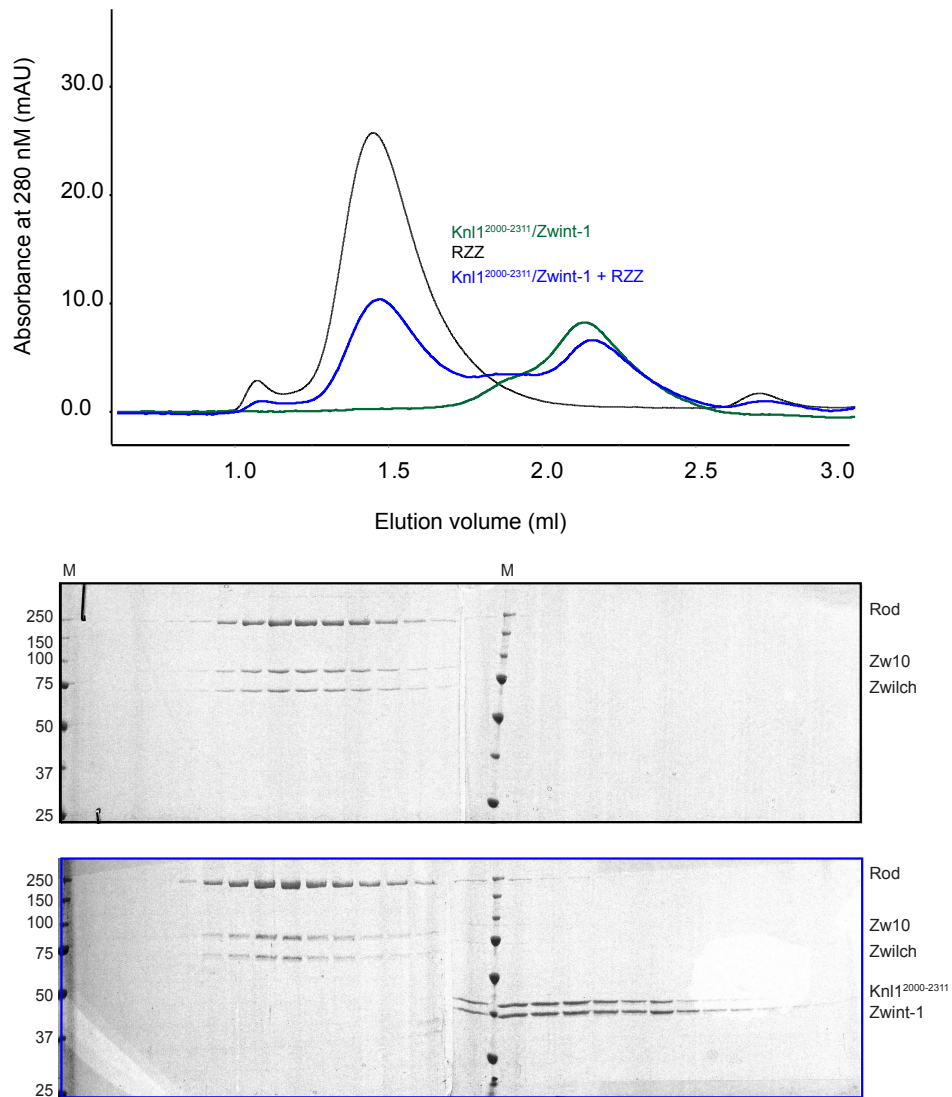 Absorbance at 280 nM (mAU)
30.0
20.0
10.0
0.0
Knl1²⁰⁰⁰⁻²³¹¹/Zwint-1
RZZ
Knl1²⁰⁰⁰⁻²³¹¹/Zwint-1 + RZZ
1.0 1.5 2.0 2.5 3.0
Elution volume (ml)
M M
250
150
100
75
50
37
25
Rod
Zw10
Zwilch
250
150
100
75
50
37
25
Rod
Zw10
Zwilch
Knl1²⁰⁰⁰⁻²³¹¹
Zwint-1